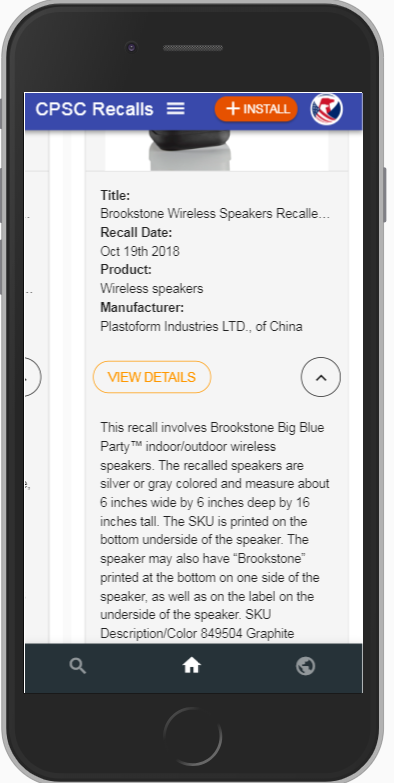 CPSC Recalls
+ INSTALL
Title:
Brookstone Wireless Speakers Recalle...
Recall Date:
Oct 19th 2018
Product:
Wireless speakers
Manufacturer:
Plastoform Industries LTD., of China
VIEW DETAILS
This recall involves Brookstone Big Blue
Party™ indoor/outdoor wireless
speakers. The recalled speakers are
silver or gray colored and measure about
6 inches wide by 6 inches deep by 16
inches tall. The SKU is printed on the
bottom underside of the speaker. The
speaker may also have “Brookstone”
printed at the bottom on one side of the
speaker, as well as on the label on the
underside of the speaker. SKU
Description/Color 849504 Graphite